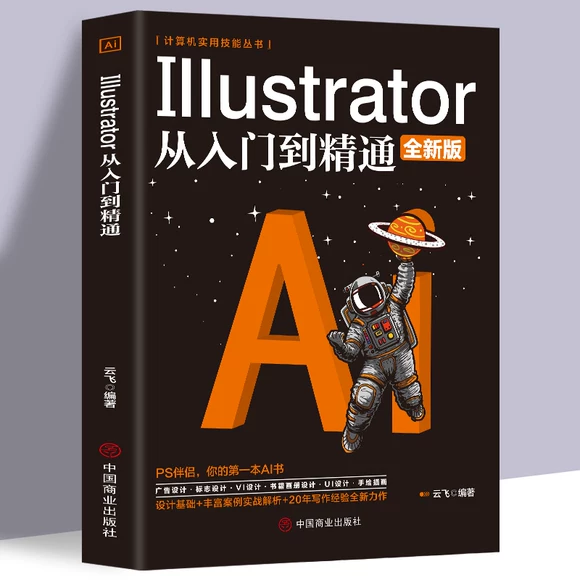 Ai
Illustrator 从入门到精通
云飞◎编著
中国商业出版社
「计算机实用技能丛书」
Illustrator
从入门到精通 全新版
Ai
PS伴侣,你的第一本AI书
广告设计·标志设计·VI设计·书籍画册设计·UI设计·手绘插画
设计基础+丰富案例实战解析+20年写作经验全新力作
云飞◎编著
中国商业出版社